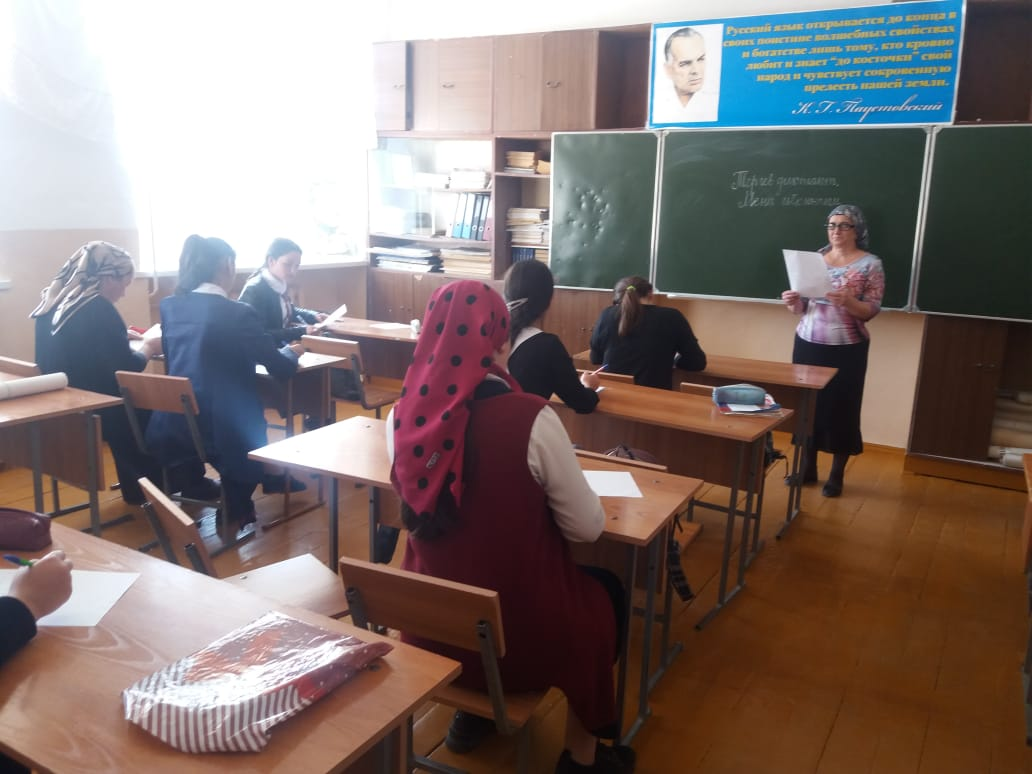 Русский язык открывается до конца в
своих поистине волшебных свойствах
и богатстве лишь тому, кто кровно
любит и знает "до косточки" свой
народ и чувствует сокровенную
прелесть нашей земли.
К. Г. Паустовский
диктант.